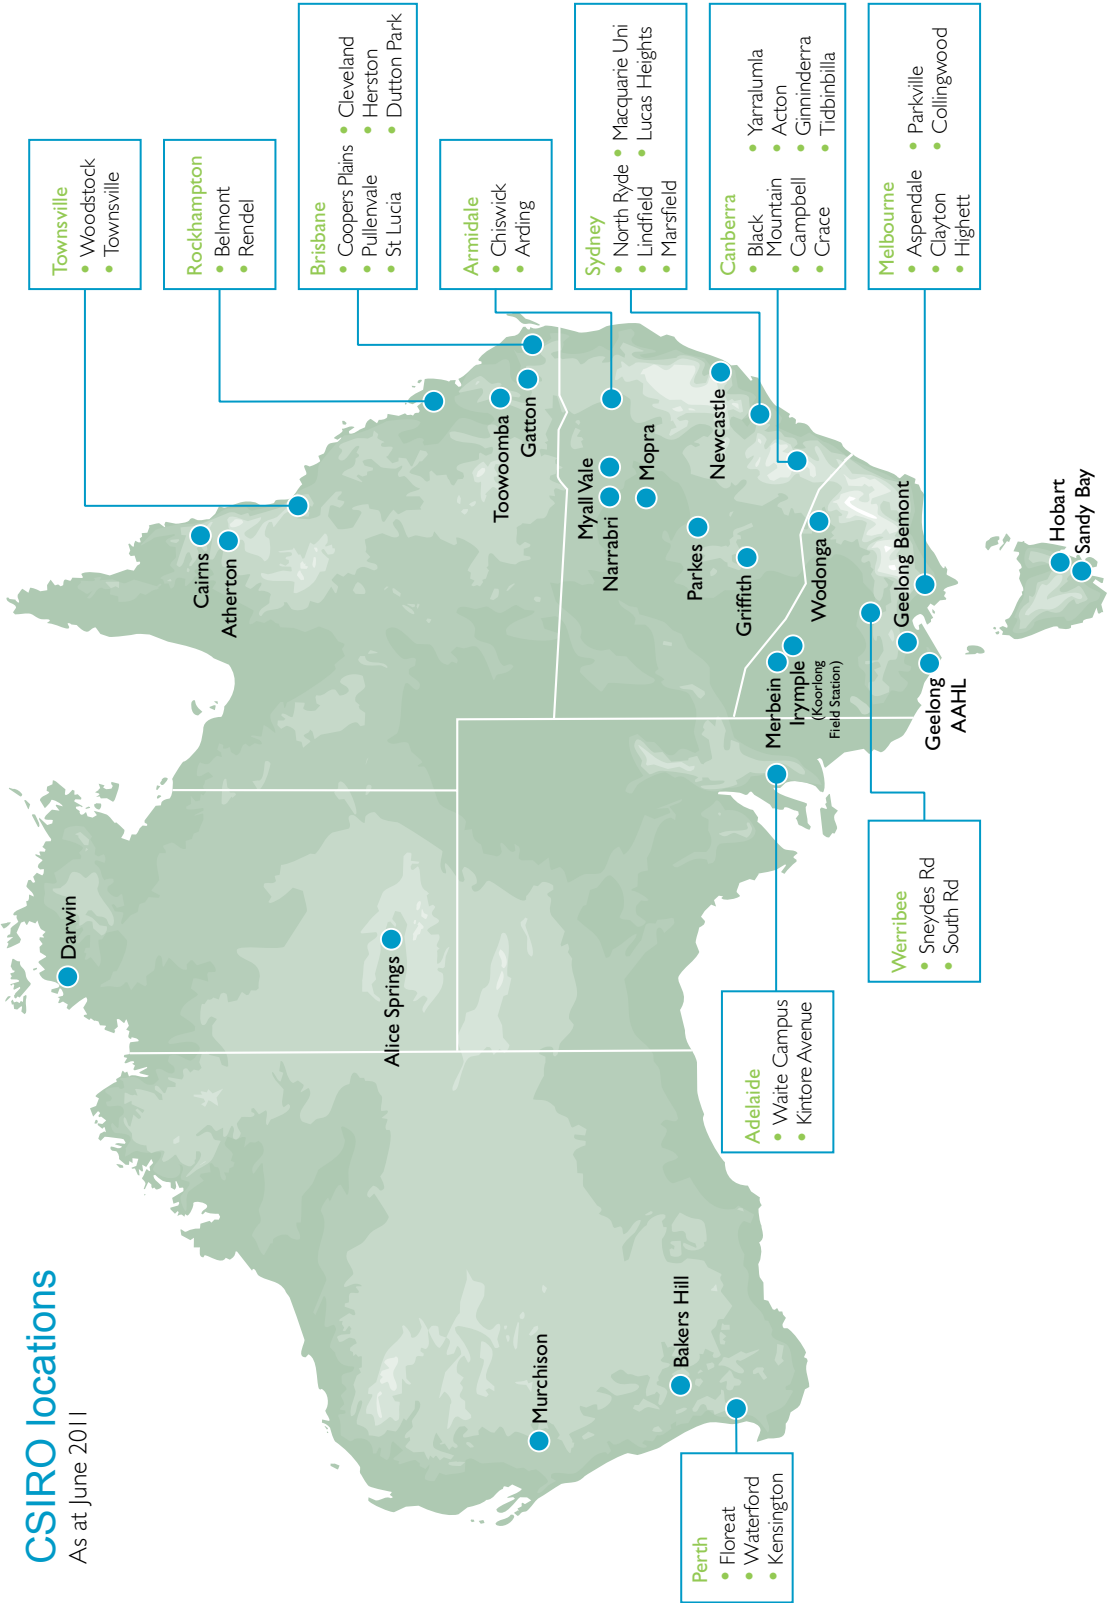 CSIRO locations
As at June 2011
Darwin
Cairns
Atherton
Alice Springs
Toowoomba
Gatton
Murchison
Bakers Hill
Myall Vale
Narrabri
Mopra
Parkes
Newcastle
Griffith
Wodonga
Merbein
Irymple
(Koorlong
Field Station)
Geelong Bemont
Geelong
AAHL
Hobart
Sandy Bay
Townsville
• Woodstock
• Townsville
Rockhampton
• Belmont
• Rendel
Brisbane
• Coopers Plains
• Pullenvale
• St Lucia
• Cleveland
• Herston
• Dutton Park
Armidale
• Chiswick
• Arding
Sydney
• North Ryde
• Lindfield
• Marsfield
• Macquarie Uni
• Lucas Heights
Canberra
• Black
Mountain
• Campbell
• Crace
• Yarralumla
• Acton
• Ginninderra
• Tidbinbilla
Melbourne
• Aspendale
• Clayton
• Highett
• Parkville
• Collingwood
Werribee
• Sneydes Rd
• South Rd
Adelaide
• Waite Campus
• Kintore Avenue
Perth
• Floreat
• Waterford
• Kensington